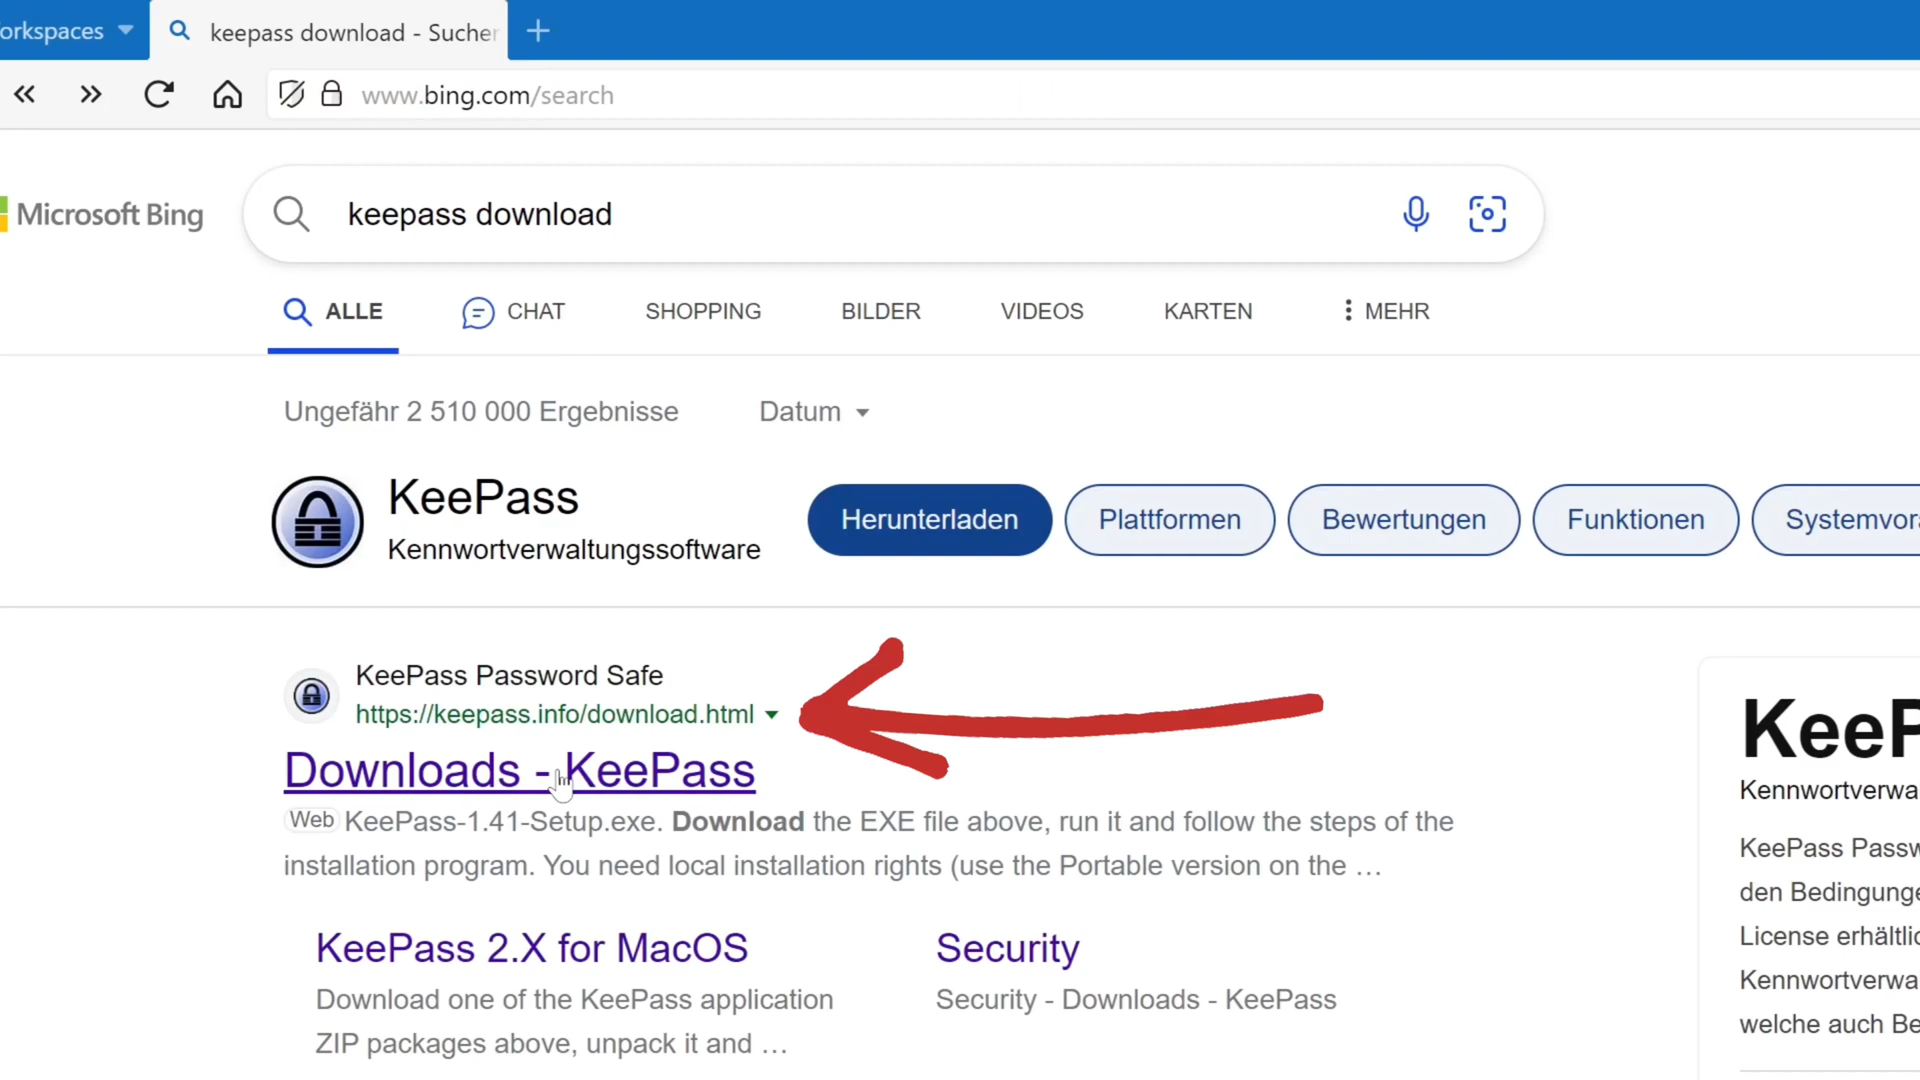 orkspaces
keepass download - Sucher
www.bing.com/search
Microsoft Bing
keepass download
ALLE
CHAT
SHOPPING
BILDER
VIDEOS
KARTEN
MEHR
Ungefähr 2 510 000 Ergebnisse
Datum
KeePass
Kennwortverwaltungssoftware
Herunterladen
Plattformen
Bewertungen
Funktionen
Systemvor
KeePass Password Safe
https://keepass.info/download.html
Downloads - KeePass
Web KeePass-1.41-Setup.exe. Download the EXE file above, run it and follow the steps of the
installation program. You need local installation rights (use the Portable version on the …
KeePass 2.X for MacOS
Download one of the KeePass application
ZIP packages above, unpack it and …
Security
Security - Downloads - KeePass
KeeP
Kennwortverwa
KeePass Passw
den Bedingunge
License erhältlic
Kennwortverwa
welche auch Be